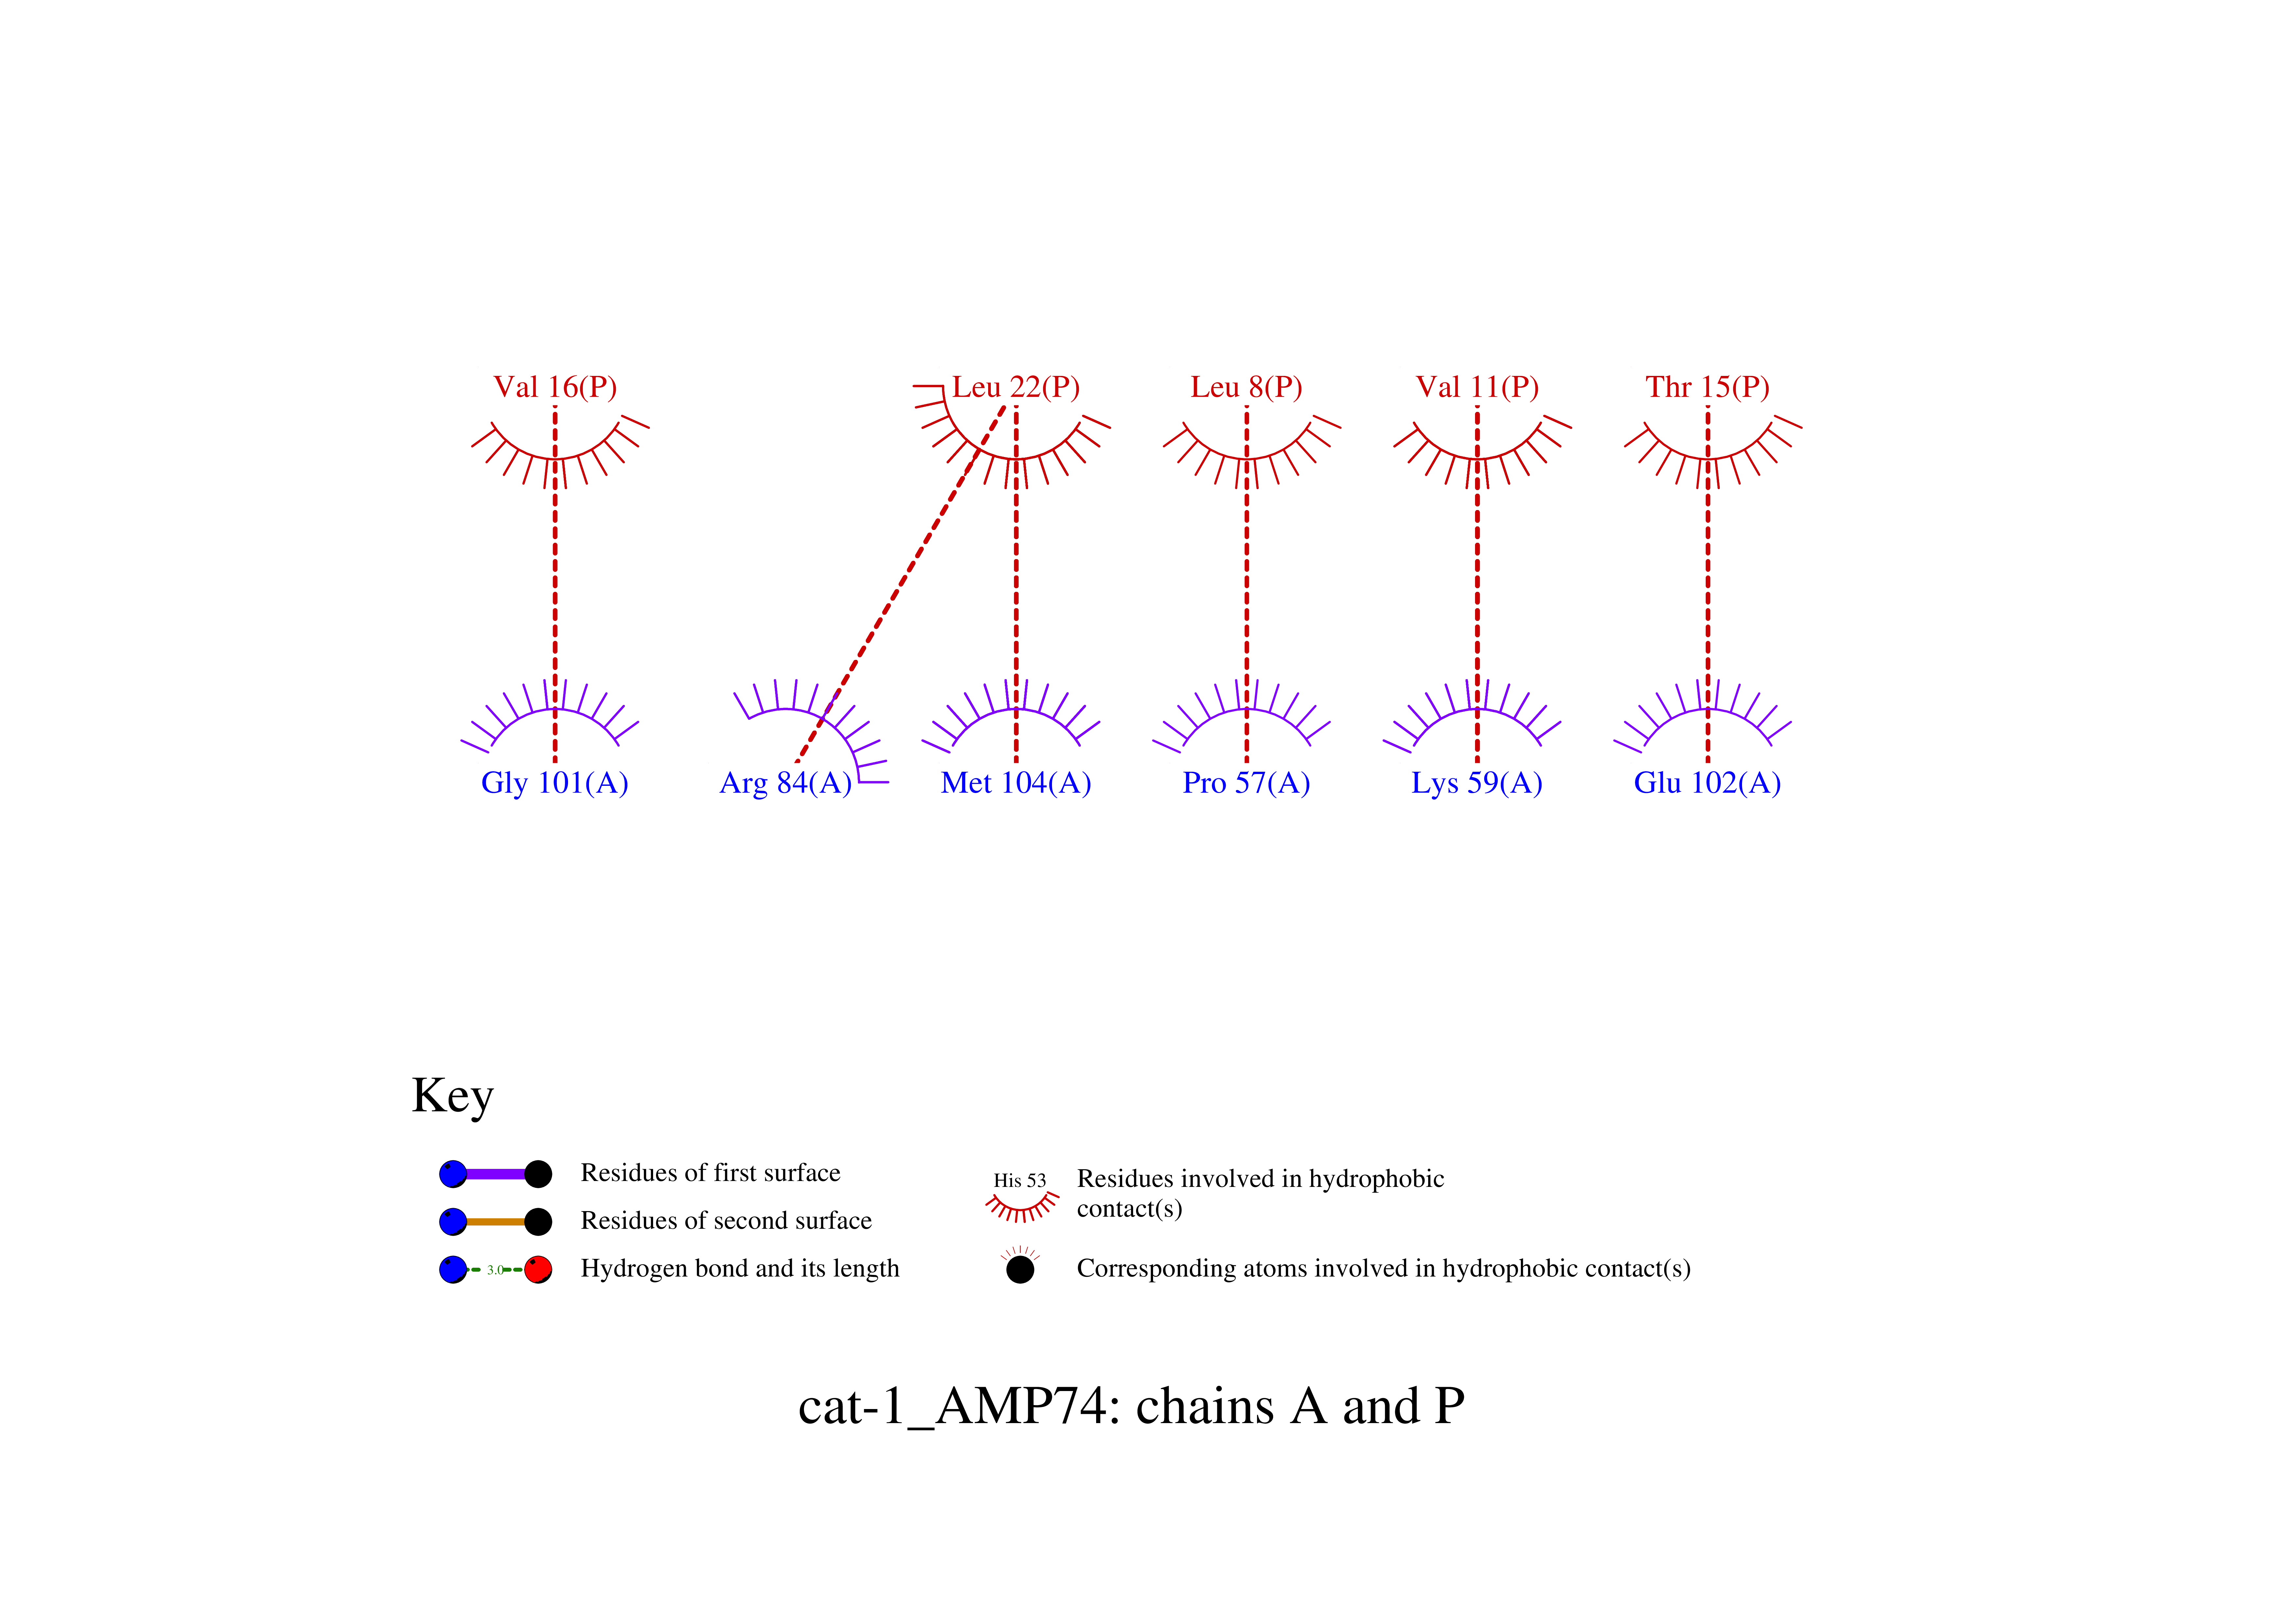 Val 16(P) Leu 22(P) Leu 8(P) Val 11(P) Thr 15(P)
Gly 101(A) Arg 84(A) Met 104(A) Pro 57(A) Lys 59(A) Glu 102(A)
Key
Residues of first surface
Residues of second surface
3.0 Hydrogen bond and its length
His 53 Residues involved in hydrophobic
contact(s)
Corresponding atoms involved in hydrophobic contact(s)
cat-1_AMP74: chains A and P